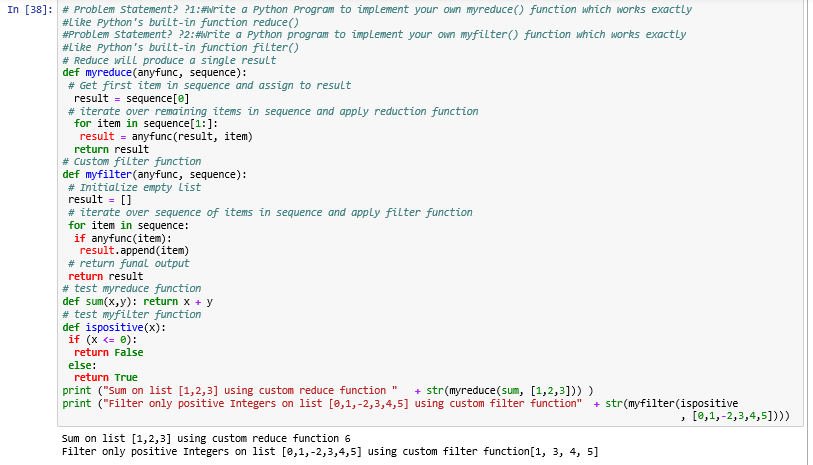 In [38]: # Problem Statement? ?1:#Write a Python Program to implement your own myreduce() function which works exactly
#like Python's built-in function reduce()
#Problem Statement? ?2:#Write a Python program to implement your own myfilter() function which works exactly
#like Python's built-in function filter()
# Reduce will produce a single result
def myreduce(anyfunc, sequence):
# Get first item in sequence and assign to result
result = sequence[0]
# iterate over remaining items in sequence and apply reduction function
for item in sequence[1:]:
result = anyfunc(result, item)
return result
# Custom filter function
def myfilter(anyfunc, sequence):
# Initialize empty list
result = []
# iterate over sequence of items in sequence and apply filter function
for item in sequence:
if anyfunc(item):
result.append(item)
# return funal output
return result
# test myreduce function
def sum(x,y): return x + y
# test myfilter function
def ispositive(x):
if (x <= 0):
return False
else:
return True
print ("Sum on list [1,2,3] using custom reduce function " + str(myreduce(sum, [1,2,3])) )
print ("Filter only positive Integers on list [0,1,-2,3,4,5] using custom filter function" + str(myfilter(ispositive
, [0,1,-2,3,4,5])))
Sum on list [1,2,3] using custom reduce function 6
Filter only positive Integers on list [0,1,-2,3,4,5] using custom filter function[1, 3, 4, 5]